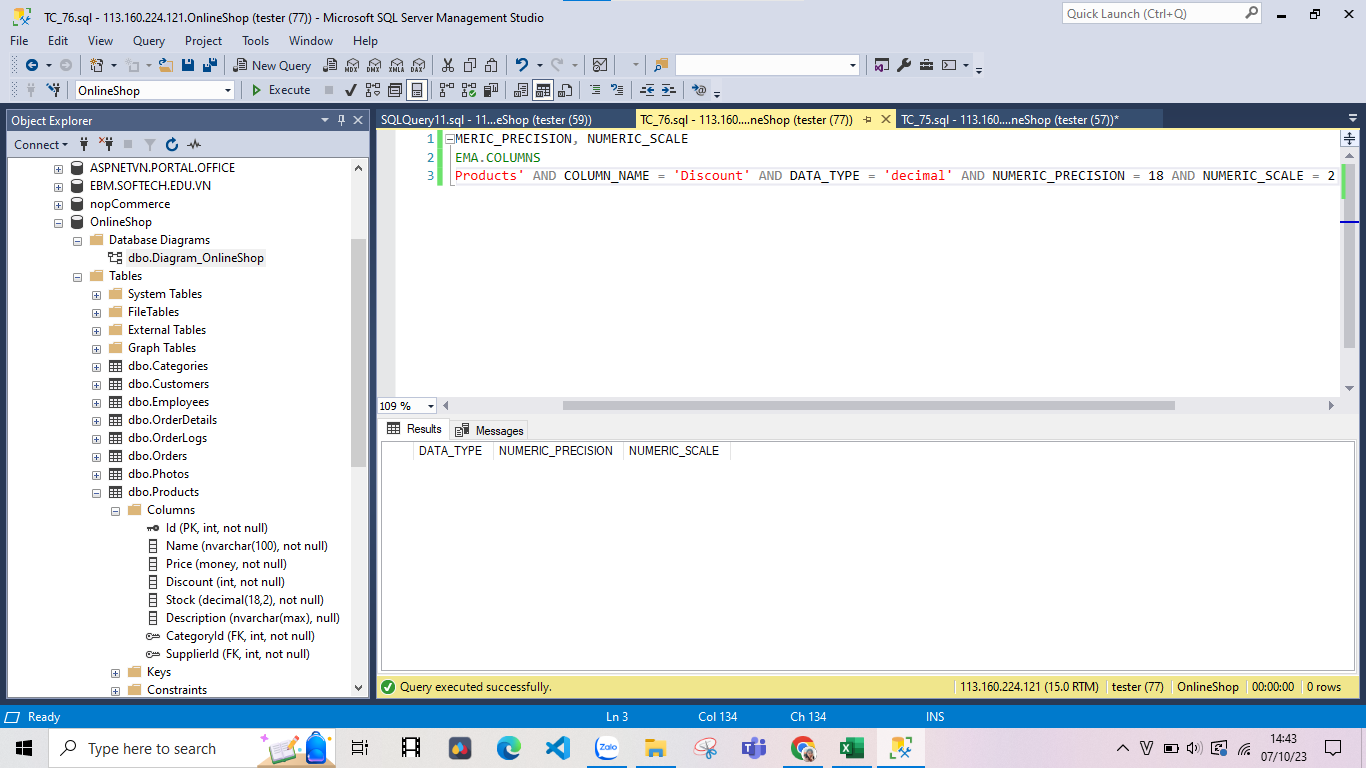 TC_76.sql - 113.160.224.121.OnlineShop (tester (77)) - Microsoft SQL Server Management Studio
Quick Launch (Ctrl+Q)
File Edit View Query Project Tools Window Help
New Query MDX DMX XMLA DAX
OnlineShop Execute
Object Explorer
Connect
ASPNETVN.PORTAL.OFFICE
EBM.SOFTECH.EDU.VN
nopCommerce
OnlineShop
Database Diagrams
dbo.Diagram_OnlineShop
Tables
System Tables
FileTables
External Tables
Graph Tables
dbo.Categories
dbo.Customers
dbo.Employees
dbo.OrderDetails
dbo.OrderLogs
dbo.Orders
dbo.Photos
dbo.Products
Columns
Id (PK, int, not null)
Name (nvarchar(100), not null)
Price (money, not null)
Discount (int, not null)
Stock (decimal(18,2), not null)
Description (nvarchar(max), null)
CategoryId (FK, int, not null)
SupplierId (FK, int, not null)
Keys
Constraints
SQLQuery11.sql - 11...eShop (tester (59)) TC_76.sql - 113.160....neShop (tester (77)) TC_75.sql - 113.160....neShop (tester (57))*
1 MERIC_PRECISION, NUMERIC_SCALE
2 EMA.COLUMNS
3 Products' AND COLUMN_NAME = 'Discount' AND DATA_TYPE = 'decimal' AND NUMERIC_PRECISION = 18 AND NUMERIC_SCALE = 2
109 %
Results Messages
DATA_TYPE NUMERIC_PRECISION NUMERIC_SCALE
Query executed successfully. 113.160.224.121 (15.0 RTM) tester (77) OnlineShop 00:00:00 0 rows
Ready Ln 3 Col 134 Ch 134 INS
Type here to search Zalo V 14:43
07/10/23